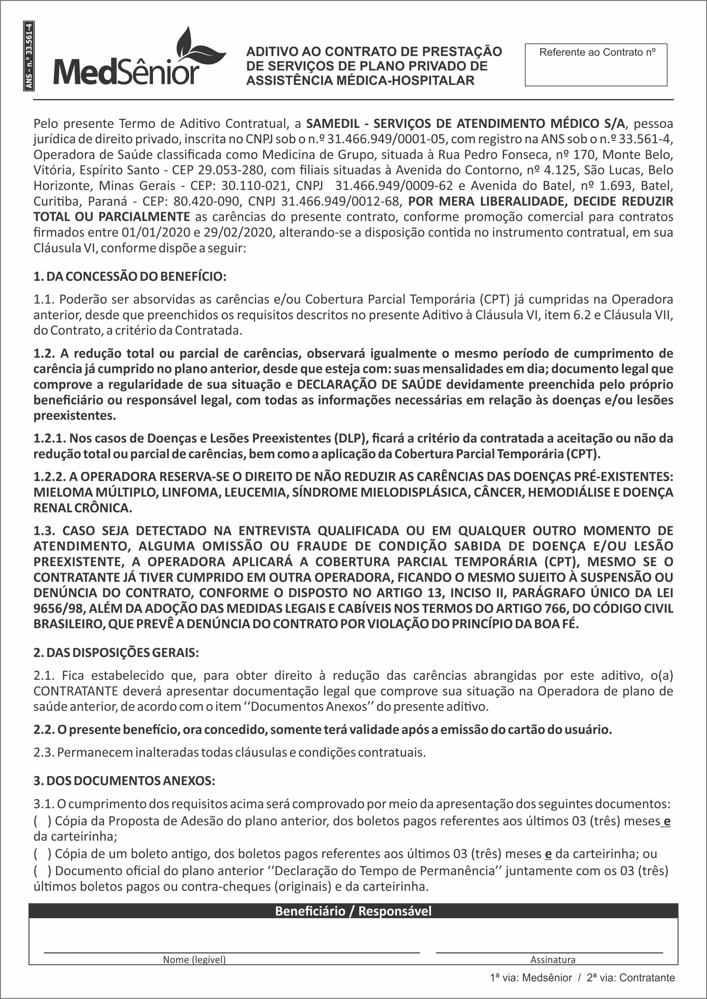 ANS - n.º 33.561-4
MedSênior
ADITIVO AO CONTRATO DE PRESTAÇÃO
DE SERVIÇOS DE PLANO PRIVADO DE
ASSISTÊNCIA MÉDICA-HOSPITALAR
Referente ao Contrato nº
Pelo presente Termo de Aditivo Contratual, a SAMEDIL - SERVIÇOS DE ATENDIMENTO MÉDICO S/A, pessoa
jurídica de direito privado, inscrita no CNPJ sob o n.º 31.466.949/0001-05, com registro na ANS sob o n.º 33.561-4,
Operadora de Saúde classificada como Medicina de Grupo, situada à Rua Pedro Fonseca, nº 170, Monte Belo,
Vitória, Espírito Santo - CEP 29.053-280, com filiais situadas à Avenida do Contorno, nº 4.125, São Lucas, Belo
Horizonte, Minas Gerais - CEP: 30.110-021, CNPJ 31.466.949/0009-62 e Avenida do Batel, nº 1.693, Batel,
Curitiba, Paraná - CEP: 80.420-090, CNPJ 31.466.949/0012-68, POR MERA LIBERALIDADE, DECIDE REDUZIR
TOTAL OU PARCIALMENTE as carências do presente contrato, conforme promoção comercial para contratos
firmados entre 01/01/2020 e 29/02/2020, alterando-se a disposição contida no instrumento contratual, em sua
Cláusula VI, conforme dispõe a seguir:
1. DA CONCESSÃO DO BENEFÍCIO:
1.1. Poderão ser absorvidas as carências e/ou Cobertura Parcial Temporária (CPT) já cumpridas na Operadora
anterior, desde que preenchidos os requisitos descritos no presente Aditivo à Cláusula VI, item 6.2 e Cláusula VII,
do Contrato, a critério da Contratada.
1.2. A redução total ou parcial de carências, observará igualmente o mesmo período de cumprimento de
carência já cumprido no plano anterior, desde que esteja com: suas mensalidades em dia; documento legal que
comprove a regularidade de sua situação e DECLARAÇÃO DE SAÚDE devidamente preenchida pelo próprio
beneficiário ou responsável legal, com todas as informações necessárias em relação às doenças e/ou lesões
preexistentes.
1.2.1. Nos casos de Doenças e Lesões Preexistentes (DLP), ficará a critério da contratada a aceitação ou não da
redução total ou parcial de carências, bem como a aplicação da Cobertura Parcial Temporária (CPT).
1.2.2. A OPERADORA RESERVA-SE O DIREITO DE NÃO REDUZIR AS CARÊNCIAS DAS DOENÇAS PRÉ-EXISTENTES:
MIELOMA MÚLTIPLO, LINFOMA, LEUCEMIA, SÍNDROME MIELODISPLÁSICA, CÂNCER, HEMODIÁLISE E DOENÇA
RENAL CRÔNICA.
1.3. CASO SEJA DETECTADO NA ENTREVISTA QUALIFICADA OU EM QUALQUER OUTRO MOMENTO DE
ATENDIMENTO, ALGUMA OMISSÃO OU FRAUDE DE CONDIÇÃO SABIDA DE DOENÇA E/OU LESÃO
PREEXISTENTE, A OPERADORA APLICARÁ A COBERTURA PARCIAL TEMPORÁRIA (CPT), MESMO SE O
CONTRATANTE JÁ TIVER CUMPRIDO EM OUTRA OPERADORA, FICANDO O MESMO SUJEITO À SUSPENSÃO OU
DENÚNCIA DO CONTRATO, CONFORME O DISPOSTO NO ARTIGO 13, INCISO II, PARÁGRAFO ÚNICO DA LEI
9656/98, ALÉM DA ADOÇÃO DAS MEDIDAS LEGAIS E CABÍVEIS NOS TERMOS DO ARTIGO 766, DO CÓDIGO CIVIL
BRASILEIRO, QUE PREVÊ A DENÚNCIA DO CONTRATO POR VIOLAÇÃO DO PRINCÍPIO DA BOA FÉ.
2. DAS DISPOSIÇÕES GERAIS:
2.1. Fica estabelecido que, para obter direito à redução das carências abrangidas por este aditivo, o(a)
CONTRATANTE deverá apresentar documentação legal que comprove sua situação na Operadora de plano de
saúde anterior, de acordo com o item ‘‘Documentos Anexos’’ do presente aditivo.
2.2. O presente benefício, ora concedido, somente terá validade após a emissão do cartão do usuário.
2.3. Permanecem inalteradas todas cláusulas e condições contratuais.
3. DOS DOCUMENTOS ANEXOS:
3.1. O cumprimento dos requisitos acima será comprovado por meio da apresentação dos seguintes documentos:
( ) Cópia da Proposta de Adesão do plano anterior, dos boletos pagos referentes aos últimos 03 (três) meses e
da carteirinha;
( ) Cópia de um boleto antigo, dos boletos pagos referentes aos últimos 03 (três) meses e da carteirinha; ou
( ) Documento oficial do plano anterior ‘‘Declaração do Tempo de Permanência’’ juntamente com os 03 (três)
últimos boletos pagos ou contra-cheques (originais) e da carteirinha.
Beneficiário / Responsável
Nome (legível)
Assinatura
1ª via: Medsênior / 2ª via: Contratante